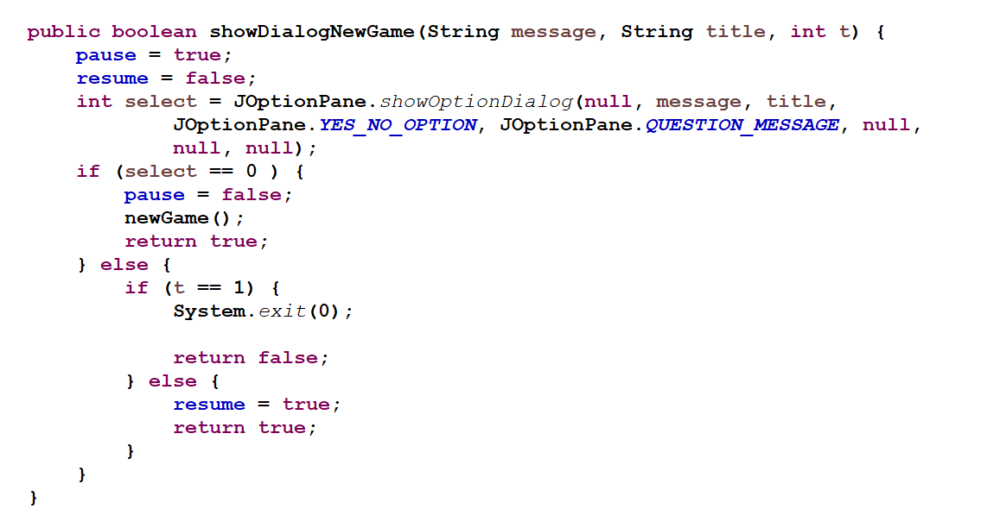 public boolean showDialogNewGame(String message, String title, int t) {
pause = true;
resume = false;
int select = JOptionPane.showOptionDialog(null, message, title,
JOptionPane.YES_NO_OPTION, JOptionPane.QUESTION_MESSAGE, null,
null, null);
if (select == 0 ) {
pause = false;
newGame();
return true;
} else {
if (t == 1) {
System.exit(0);
return false;
} else {
resume = true;
return true;
}
}
}